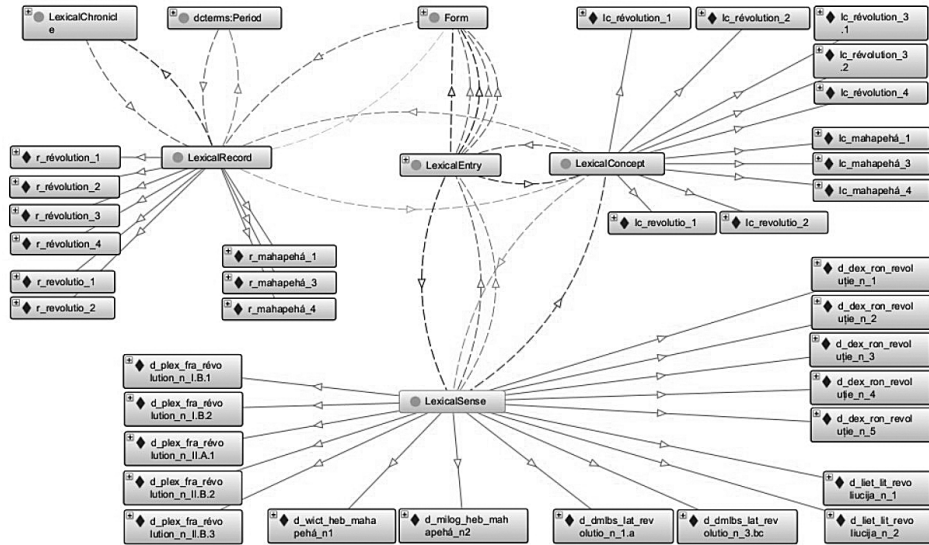 LexicalChronicl
e
dcterms:Period
Form
lc_révolution_1
lc_révolution_2
lc_révolution_3
.1
lc_révolution_3
.2
lc_révolution_4
LexicalRecord
LexicalEntry
LexicalConcept
lc_mahapehá_1
lc_mahapehá_3
lc_mahapehá_4
lc_revolutio_1
lc_revolutio_2
r_révolution_1
r_révolution_2
r_révolution_3
r_révolution_4
r_revolutio_1
r_revolutio_2
r_mahapehá_1
r_mahapehá_3
r_mahapehá_4
d_dex_ron_revol
uție_n_1
d_dex_ron_revol
uție_n_2
d_dex_ron_revol
uție_n_3
d_dex_ron_revol
uție_n_4
d_dex_ron_revol
uție_n_5
LexicalSense
d_plex_fra_révo
lution_n_I.B.1
d_plex_fra_révo
lution_n_I.B.2
d_plex_fra_révo
lution_n_II.A.1
d_plex_fra_révo
lution_n_II.B.2
d_plex_fra_révo
lution_n_II.B.3
d_wict_heb_maha
pehá_n1
d_milog_heb_mah
apehá_n2
d_dmlbs_lat_rev
olutio_n_1.a
d_dmlbs_lat_rev
olutio_n_3.bc
d_liet_lit_revo
liucija_n_1
d_liet_lit_revo
liucija_n_2